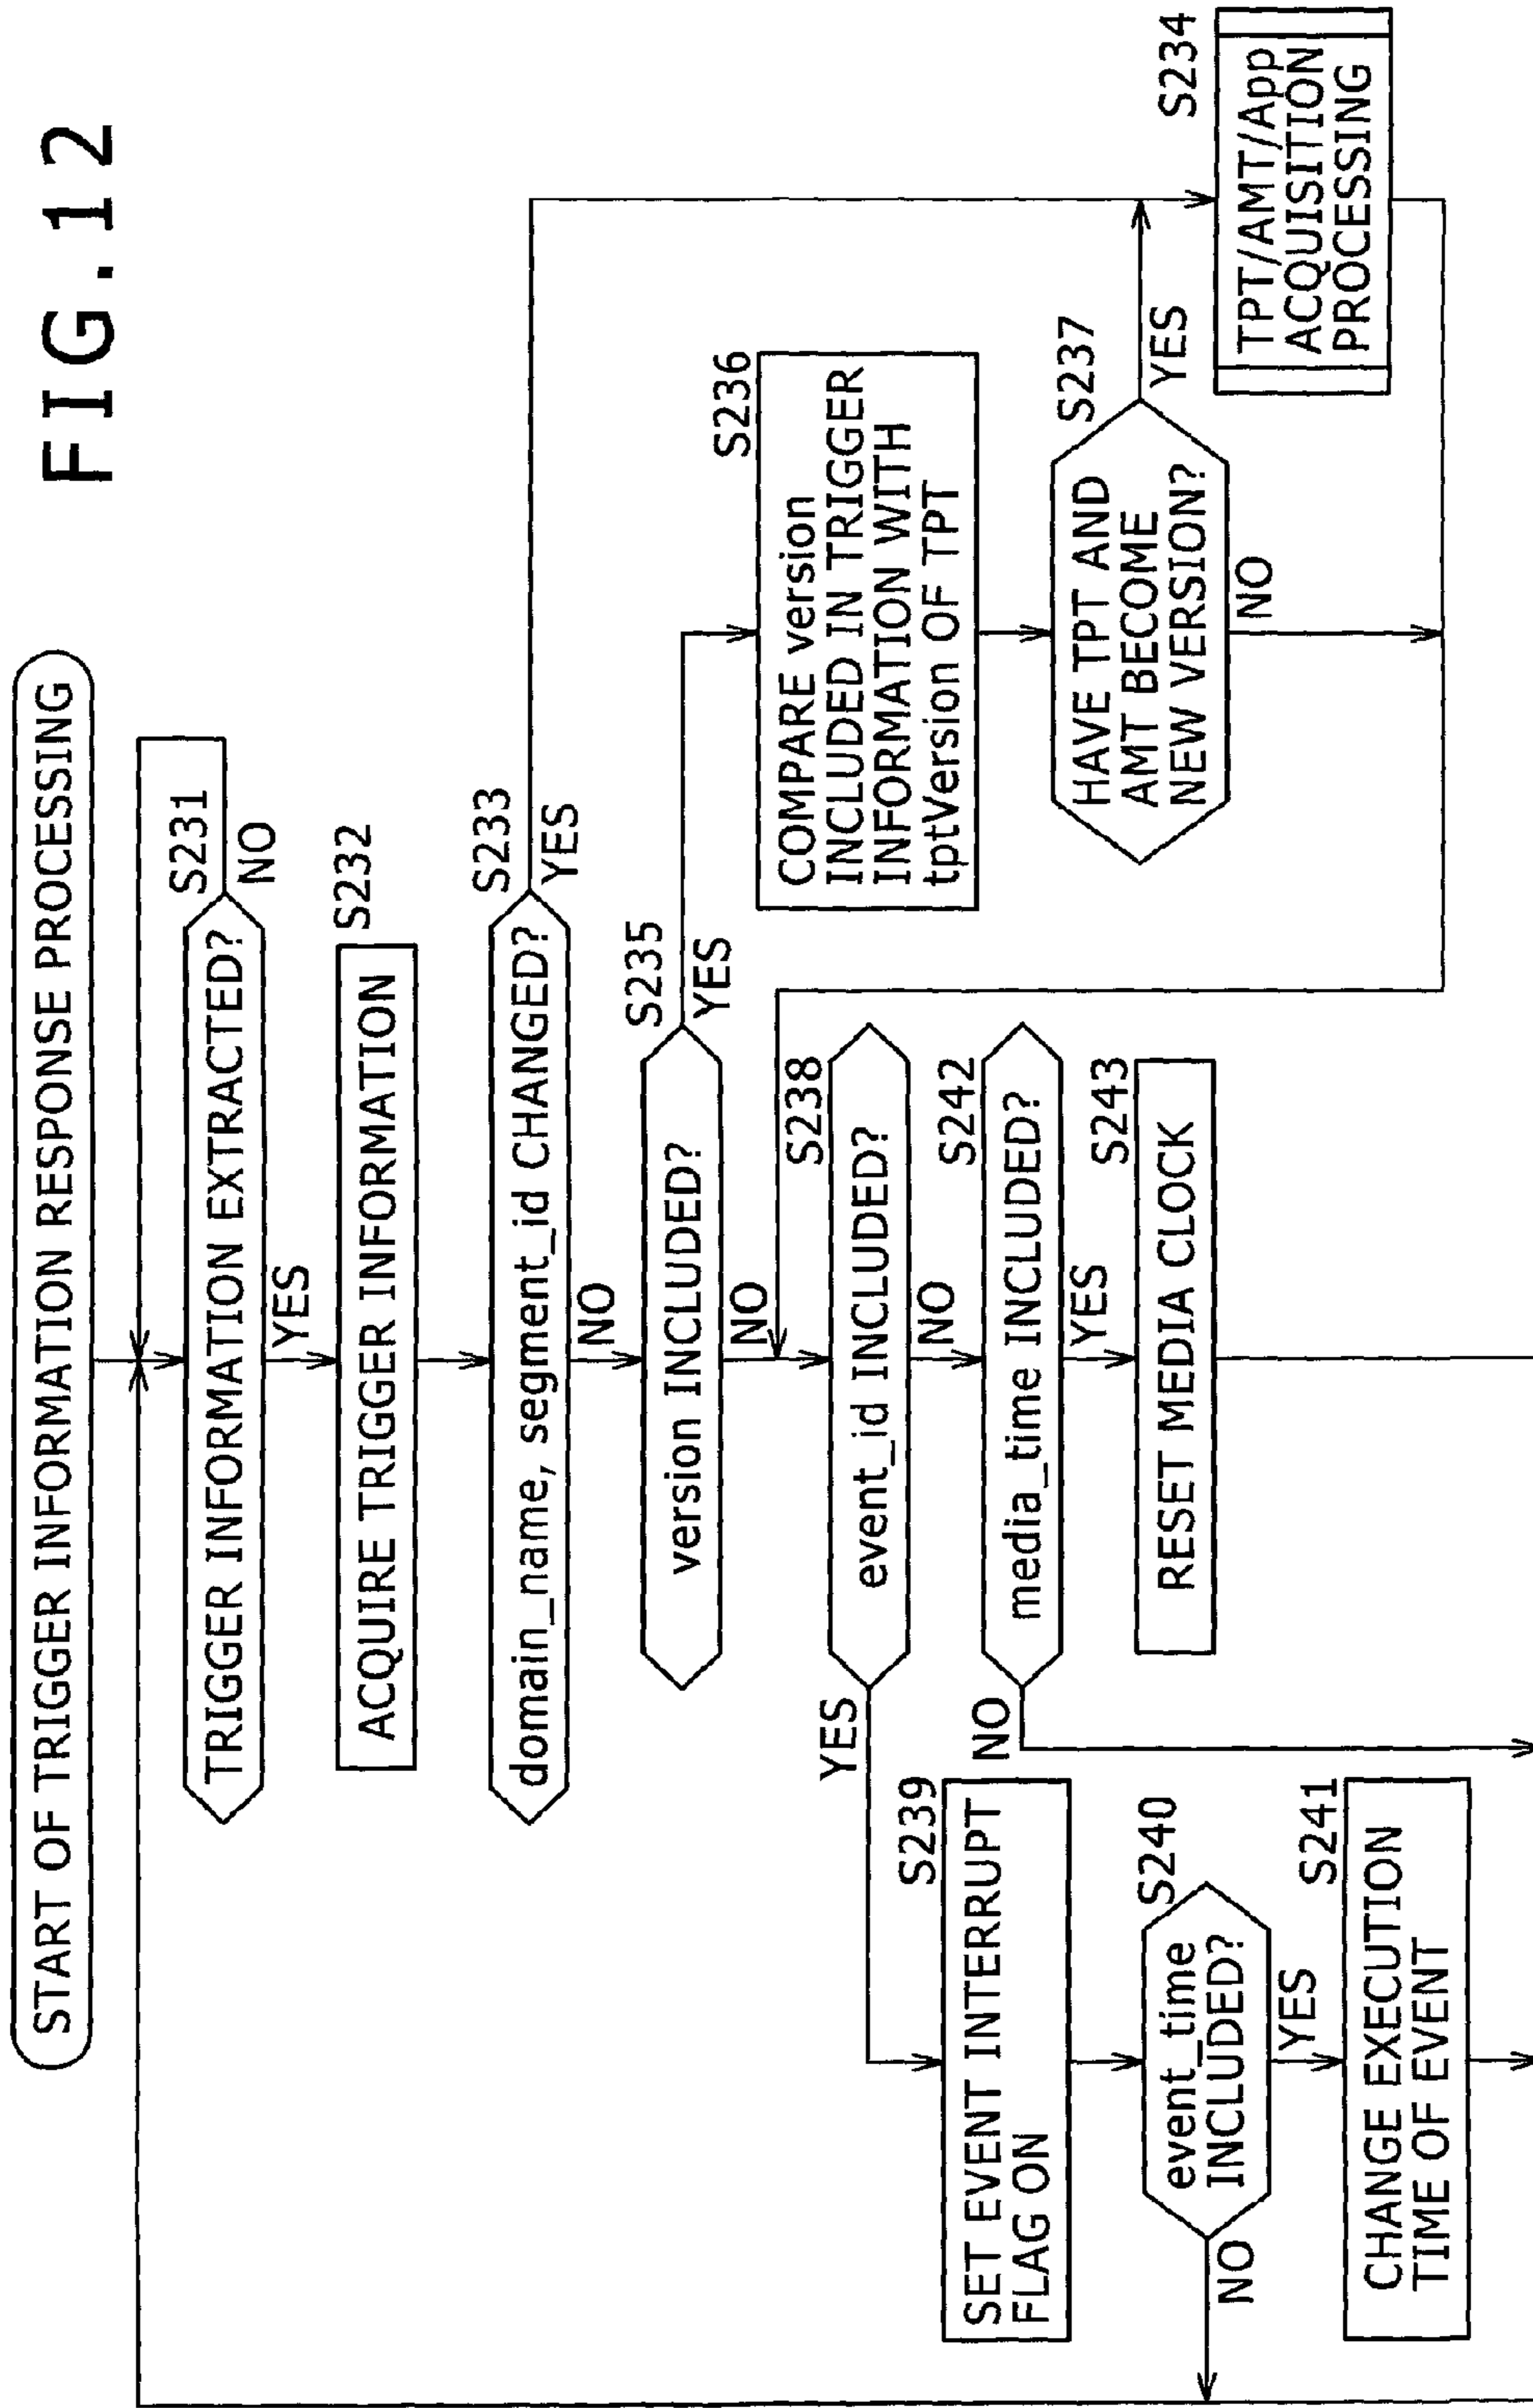 FIG.12
START OF TRIGGER INFORMATION RESPONSE PROCESSING
S231
TRIGGER INFORMATION EXTRACTED?
NO
YES
S232
ACQUIRE TRIGGER INFORMATION
S233
domain_name, segment_id CHANGED?
YES
NO
S235
version INCLUDED?
YES
NO
S236
COMPARE version
INCLUDED IN TRIGGER
INFORMATION WITH
tptVersion OF TPT
S237
HAVE TPT AND
AMT BECOME
NEW VERSION?
YES
NO
S234
TPT/AMT/App
ACQUISITION
PROCESSING
S238
event_id INCLUDED?
YES
NO
S242
media_time INCLUDED?
NO
YES
S243
RESET MEDIA CLOCK
S239
SET EVENT INTERRUPT
FLAG ON
S240
event_time
INCLUDED?
NO
YES
S241
CHANGE EXECUTION
TIME OF EVENT